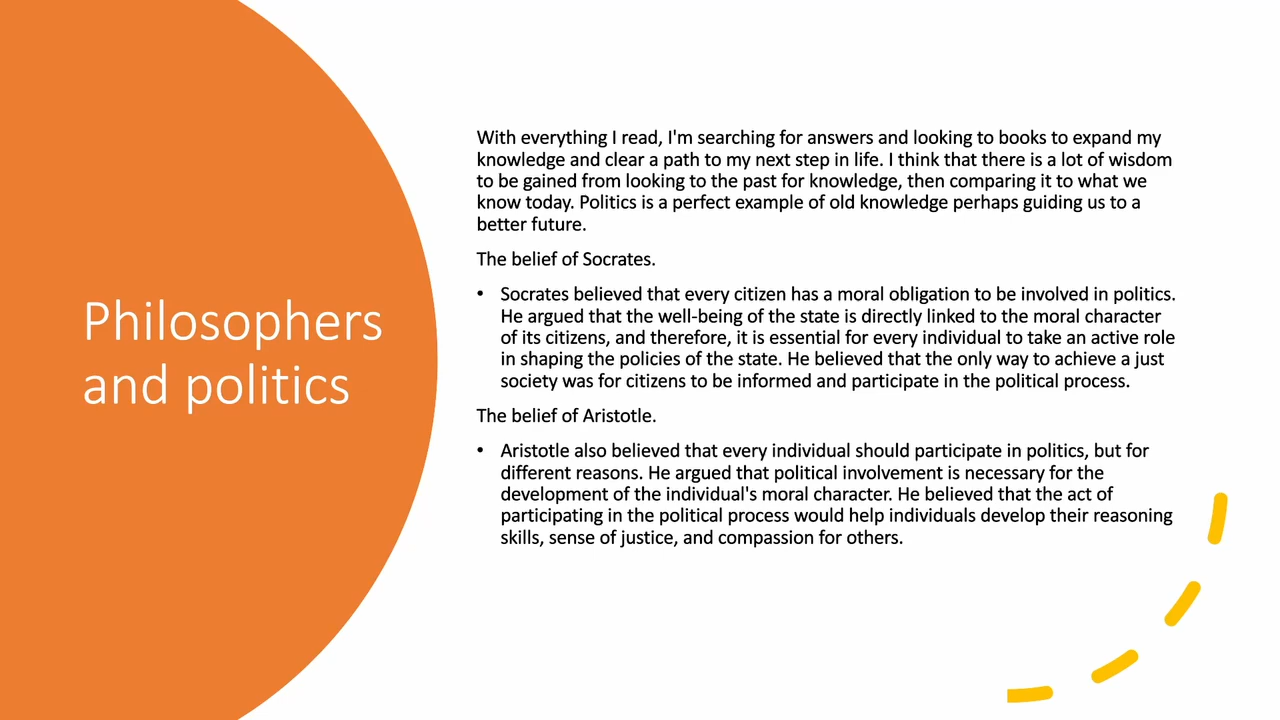 Philosophers
and politics
With everything I read, I'm searching for answers and looking to books to expand my
knowledge and clear a path to my next step in life. I think that there is a lot of wisdom
to be gained from looking to the past for knowledge, then comparing it to what we
know today. Politics is a perfect example of old knowledge perhaps guiding us to a
better future.
The belief of Socrates.
• Socrates believed that every citizen has a moral obligation to be involved in politics.
He argued that the well-being of the state is directly linked to the moral character
of its citizens, and therefore, it is essential for every individual to take an active role
in shaping the policies of the state. He believed that the only way to achieve a just
society was for citizens to be informed and participate in the political process.
The belief of Aristotle.
• Aristotle also believed that every individual should participate in politics, but for
different reasons. He argued that political involvement is necessary for the
development of the individual's moral character. He believed that the act of
participating in the political process would help individuals develop their reasoning
skills, sense of justice, and compassion for others.